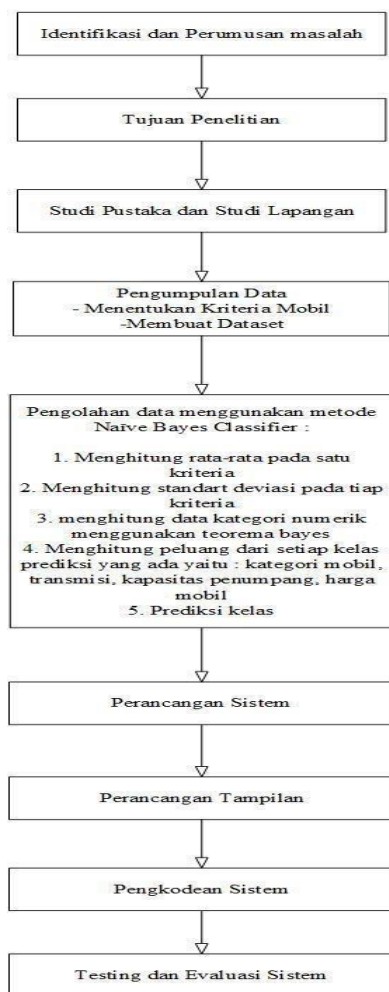 Identifikasi dan Perumusan masalah
Tujuan Penelitian
Studi Pustaka dan Studi Lapangan
Pengumpulan Data
- Menentukan Kriteria Mobil
-Membuat Dataset
Pengolahan data menggunakan metode
Naïve Bayes Classifier :
1. Menghitung rata-rata pada satu
kriteria
2. Menghitung standart deviasi pada tiap
kriteria
3. menghitung data kategori numerik
menggunakan teorema bayes
4. Menghitung peluang dari setiap kelas
prediksi yang ada yaitu : kategori mobil,
transmisi, kapasitas penumpang, harga
mobil
5. Prediksi kelas
Perancangan Sistem
Perancangan Tampilan
Pengkodean Sistem
Testing dan Evaluasi Sistem